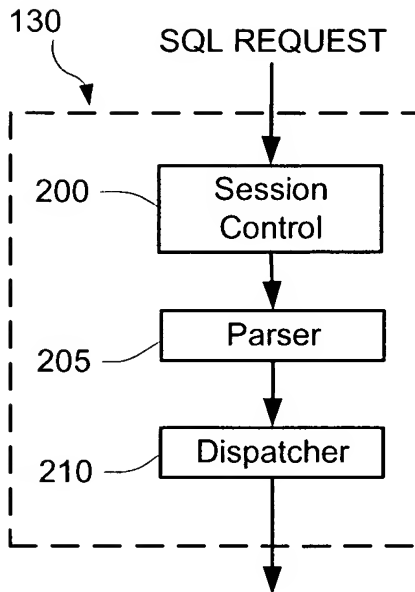 130
SQL REQUEST
200
Session
Control
205
Parser
210
Dispatcher